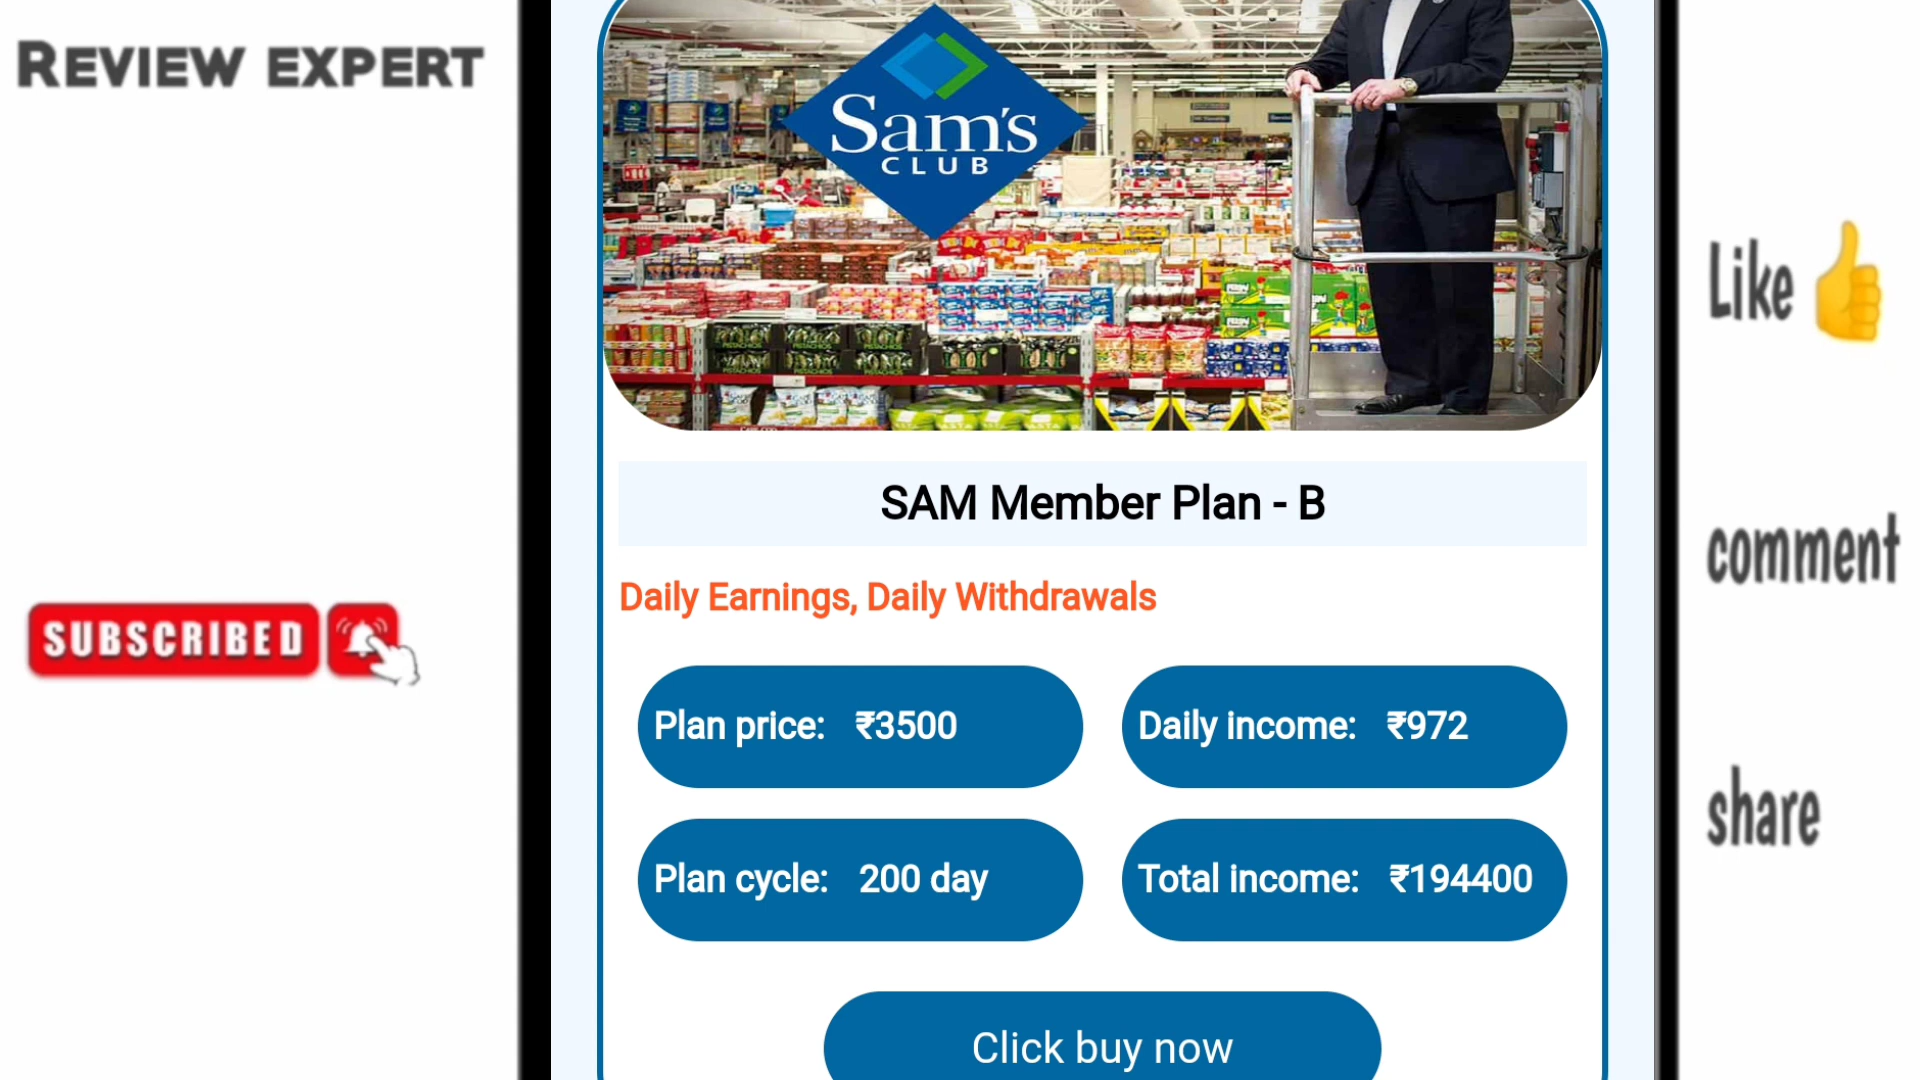 REVIEW EXPERT
Sam's
CLUB
SAM Member Plan - B
Daily Earnings, Daily Withdrawals
Plan price: ₹3500
Daily income: ₹972
Plan cycle: 200 day
Total income: ₹194400
Click buy now
SUBSCRIBED
Like
comment
share